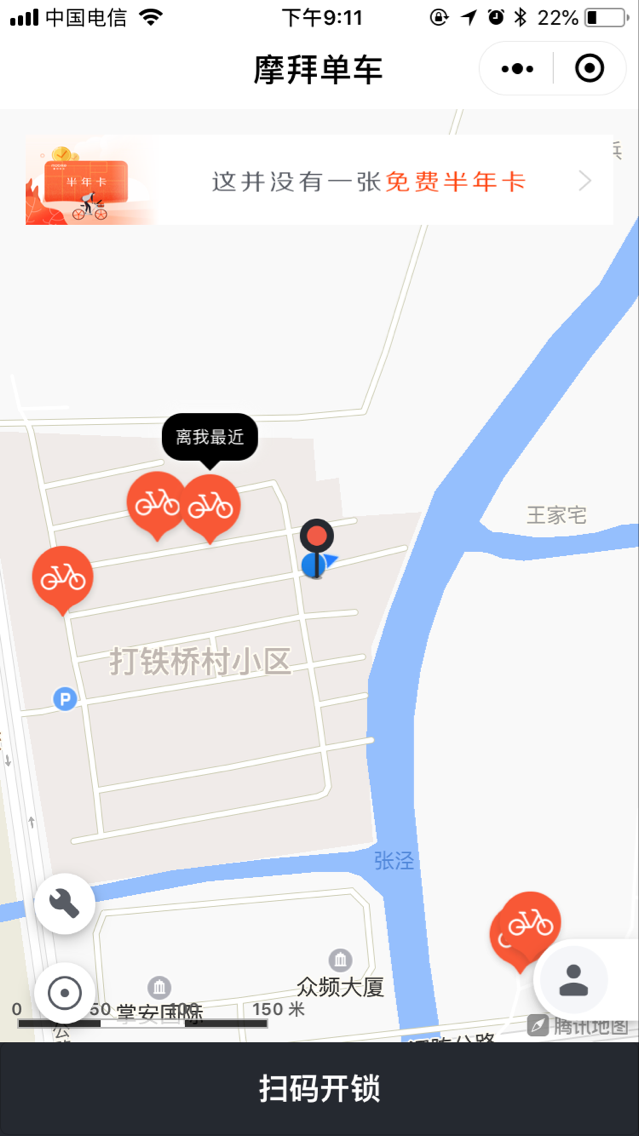 中国电信 下午9:11 22%
摩拜单车
半年卡
这并没有一张免费半年卡
离我最近
王家宅
打铁桥村小区
P
张泾
众频大厦
掌安国际
0 50 100 150 米
腾讯地图
扫码开锁